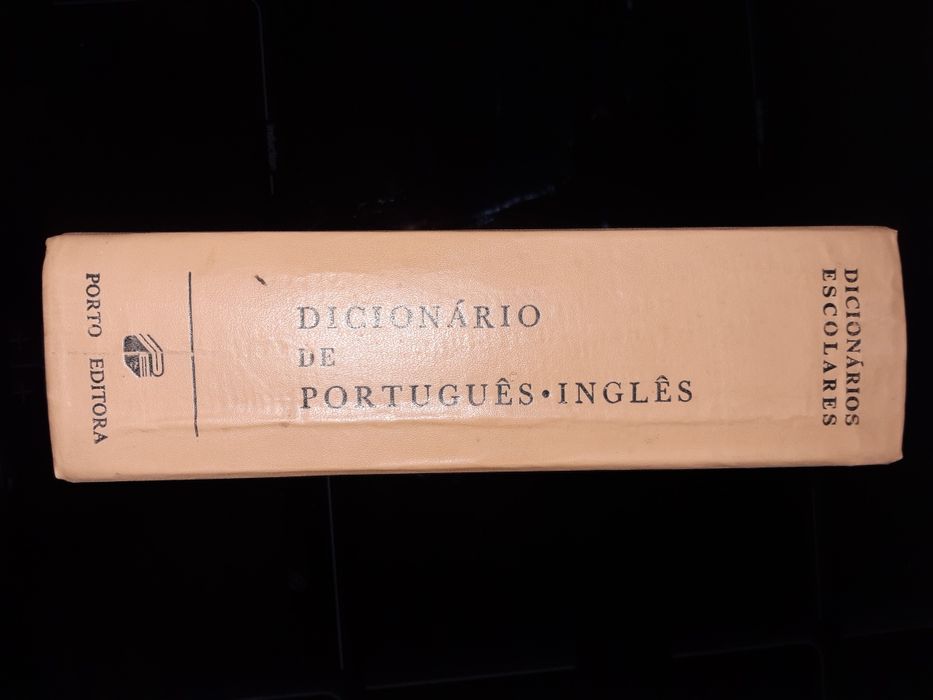 DICIONÁRIOS
ESCOLARES
DICIONÁRIO
DE
PORTUGUÊS·INGLÊS
PORTO EDITORA